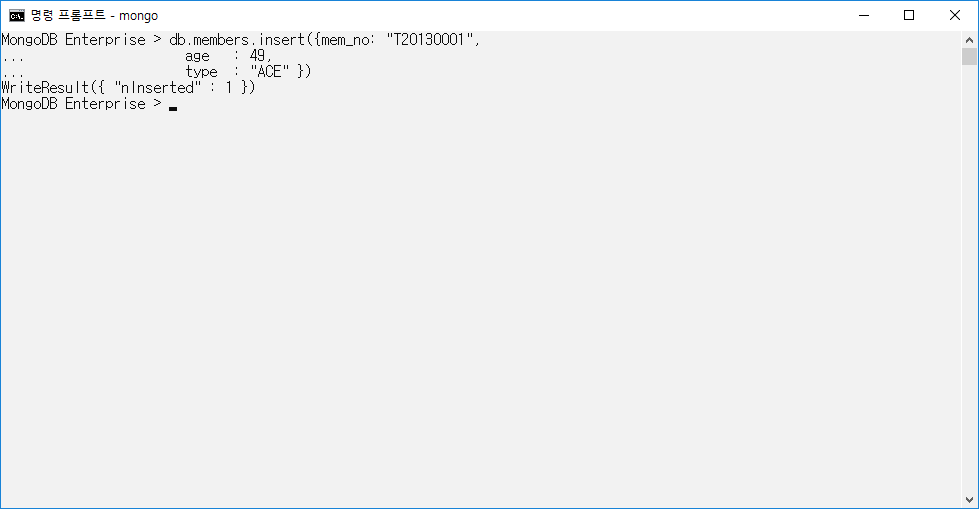 명령 프롬프트 - mongo
MongoDB Enterprise > db.members.insert({mem_no: "T20130001",
...                    age   : 49,
...                    type  : "ACE" })
WriteResult({ "nInserted" : 1 })
MongoDB Enterprise >